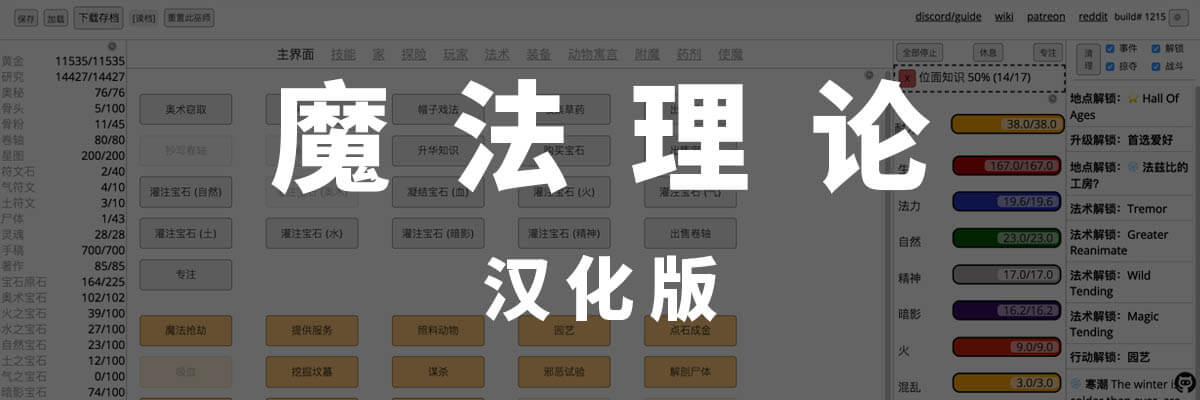 保存 加载 下载存档 [读档] 重置此巫师
discord/guide wiki patreon reddit build# 1215
主界面 技能 家 探险 玩家 法术 装备 动物寓言 附魔 药剂 使魔
全部停止 休息 专注
清理 事件 解锁 掠夺 战斗
黄金 11535/11535
研究 14427/14427
奥秘 76/76
骨头 5/100
骨粉 11/45
卷轴 80/80
星图 200/200
符文石 2/40
气符文 4/10
土符文 3/10
尸体 1/43
灵魂 28/28
手稿 700/700
著作 85/85
宝石原石 164/225
奥术宝石 102/102
火之宝石 39/100
水之宝石 27/100
自然宝石 23/100
土之宝石 12/100
气之宝石 0/100
暗影宝石 74/100
奥术窃取 帽子戏法
抄写卷轴 升华知识 购买宝石
灌注宝石 (自然) 凝结宝石 (血) 灌注宝石 (火)
灌注宝石 (土) 灌注宝石 (水) 灌注宝石 (暗影) 灌注宝石 (精神) 出售卷轴
专注
魔法抢劫 提供服务 照料动物 园艺 点石成金
吸血 挖掘坟墓 谋杀 邪恶试验 解剖尸体
魔法理论
汉化版
x 位面知识 50% (14/17)
38.0/38.0
167.0/167.0
法力 19.6/19.6
自然 23.0/23.0
精神 17.0/17.0
暗影 16.2/16.2
火 9.0/9.0
混乱 3.0/3.0
地点解锁: ⭐ Hall Of
Ages
升级解锁: 首选爱好
地点解锁: ❄ 法兹比的
工房?
法术解锁: Tremor
法术解锁: Greater
Reanimate
法术解锁: Wild
Tending
法术解锁: Magic
Tending
行动解锁: 园艺
❄ 寒潮 The winter is